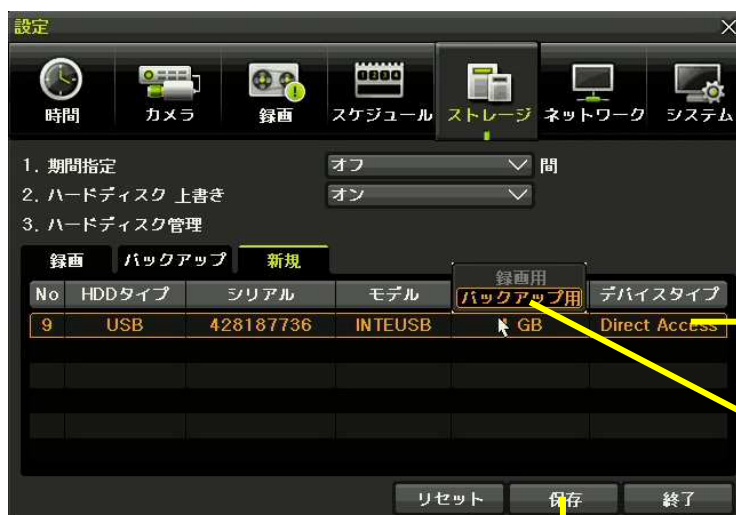 設定
時間 カメラ 録画 スケジュール ストレージ ネットワーク システム
1. 期間指定 オフ 間
2. ハードディスク 上書き オン
3. ハードディスク管理
録画 バックアップ 新規
録画用
No HDDタイプ シリアル モデル バックアップ用 デバイスタイプ
9 USB 428187736 INTEUSB GB Direct Access
リセット 保存 終了